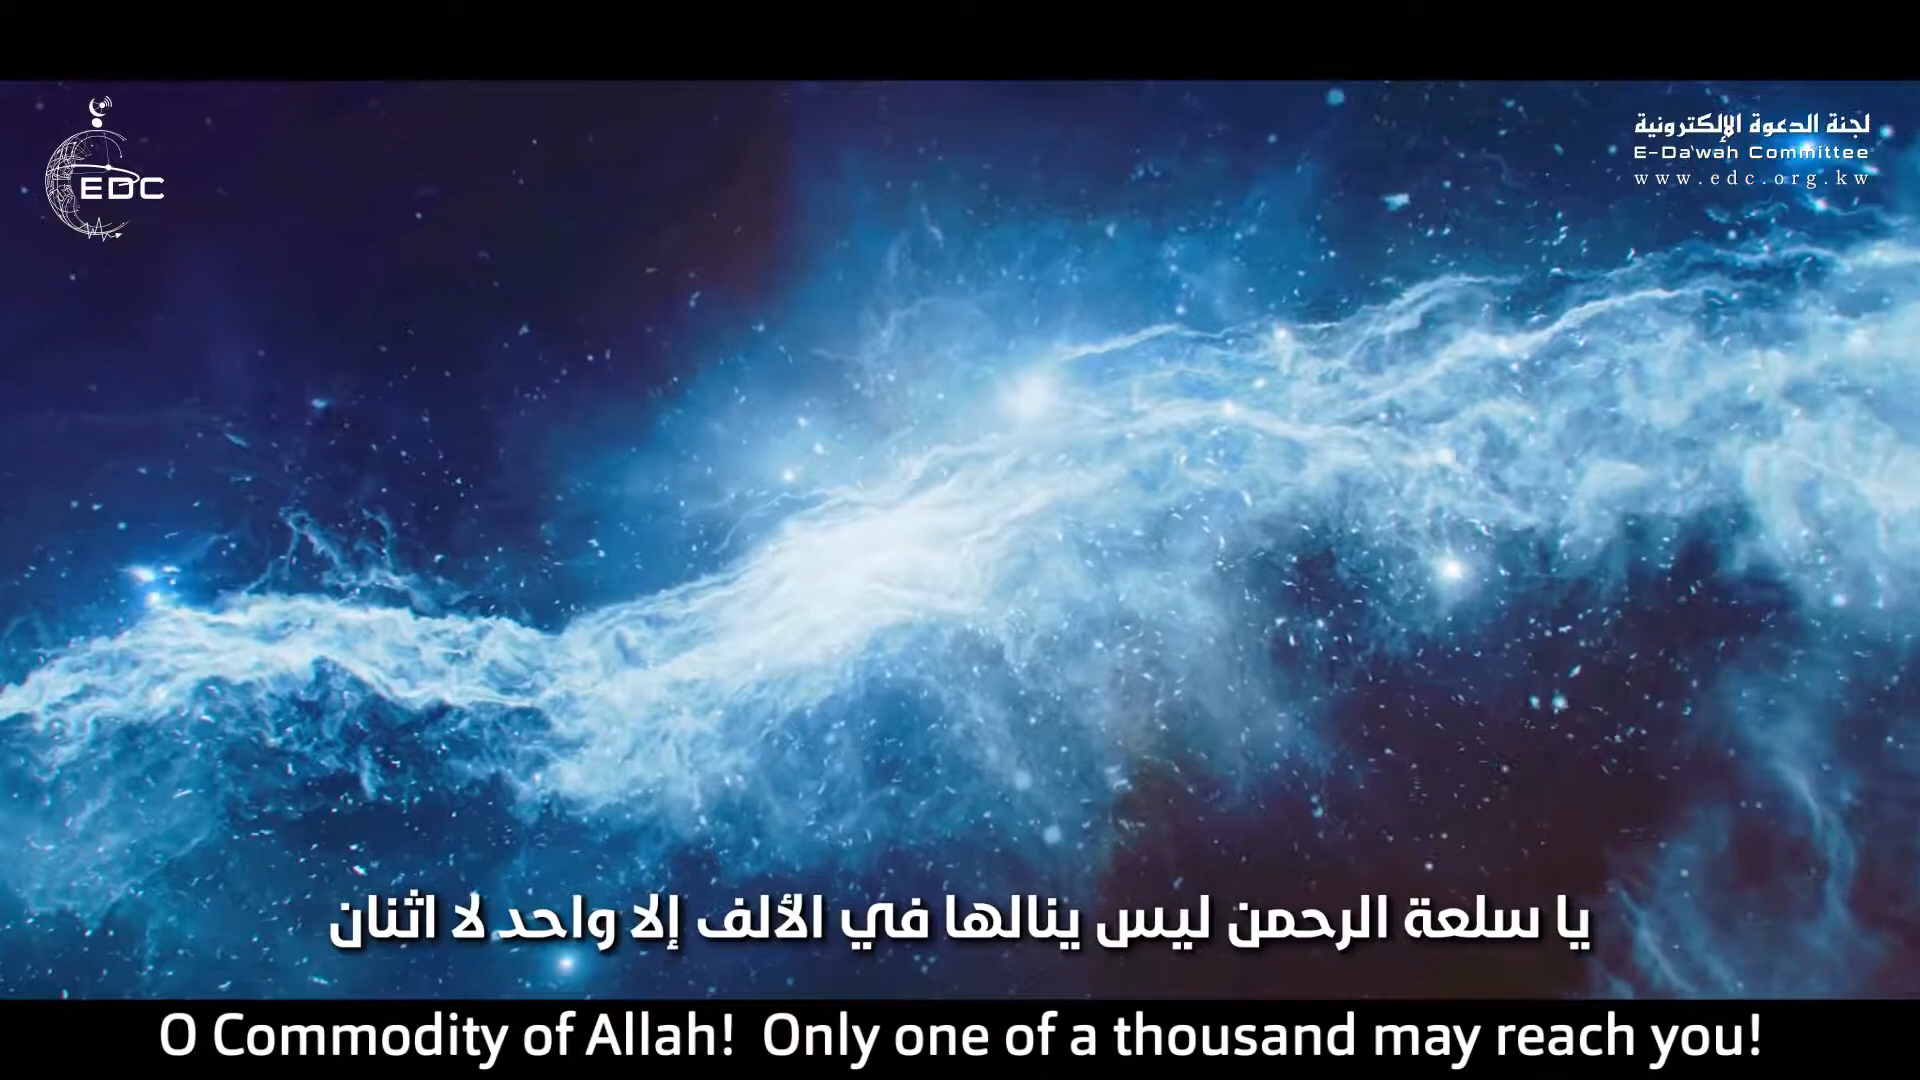 EDC
لجنة الدعوة الإلكترونية
E-Da'wah Committee
www.edc.org.kw
يا سلعة الرحمن ليس ينالها في الألف إلا واحد لا اثنان
O Commodity of Allah! Only one of a thousand may reach you!